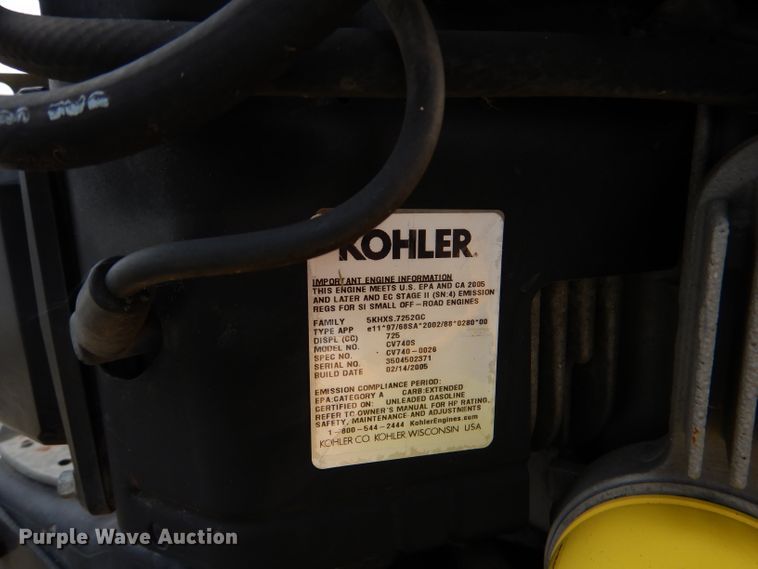 KOHLER.
IMPORTANT ENGINE INFORMATION
THIS ENGINE MEETS U.S. EPA AND CA 2005
AND LATER AND EC STAGE II (SN:4) EMISSION
REGS FOR SI SMALL OFF-ROAD ENGINES
FAMILY 5KHXS.7252GC
TYPE APP e11*97/68SA*2002/88*0280*00
DISPL (CC) 725
MODEL NO. CV740S
SPEC NO. CV740-0026
SERIAL NO. 3504502371
BUILD DATE 02/14/2005
EMISSION COMPLIANCE PERIOD:
EPA:CATEGORY A CARB:EXTENDED
CERTIFIED ON: UNLEADED GASOLINE
REFER TO OWNER'S MANUAL FOR HP RATING,
SAFETY, MAINTENANCE AND ADJUSTMENTS
1-800-544-2444 KohlerEngines.com
KOHLER CO. KOHLER WISCONSIN USA
Purple Wave Auction